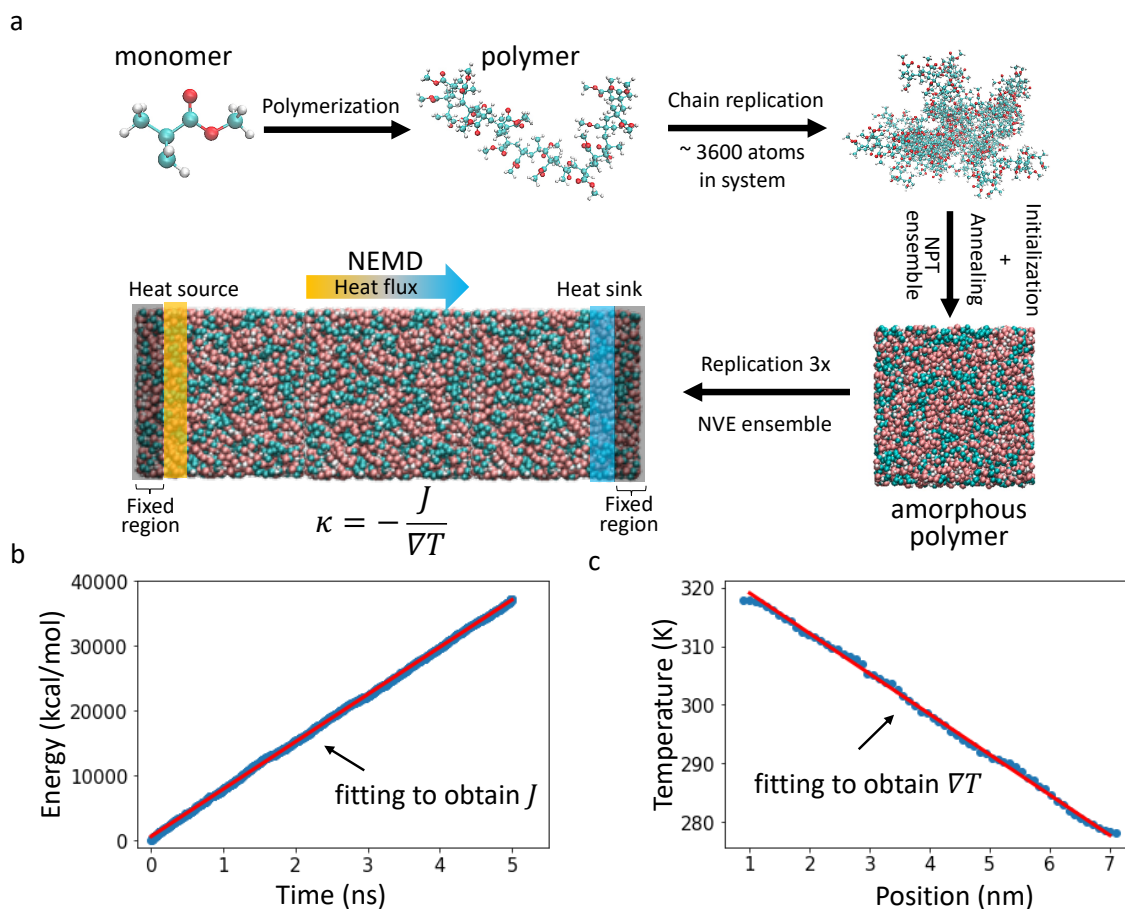 a
monomer
Polymerization
polymer
Chain replication
~ 3600 atoms
in system
Initialization
+
Annealing
NPT
ensemble
NEMD
Heat flux
Heat source
Heat sink
Fixed
region
Fixed
region
κ = − J / ∇T
Replication 3x
NVE ensemble
amorphous
polymer
b
Energy (kcal/mol)
40000
30000
20000
10000
0
fitting to obtain J
0 1 2 3 4 5
Time (ns)
c
Temperature (K)
320
310
300
290
280
fitting to obtain ∇T
1 2 3 4 5 6 7
Position (nm)